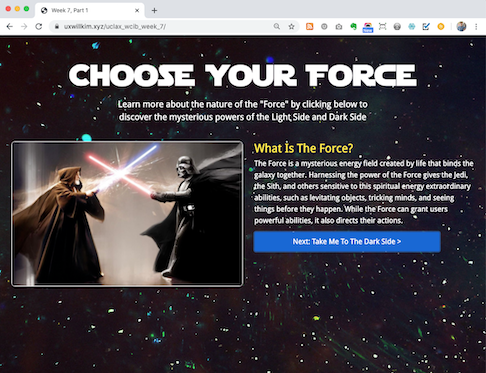 Week 7, Part 1
uxwillkim.xyz/uclax_wcib_week_7/
New
CHOOSE YOUR FORCE
Learn more about the nature of the "Force" by clicking below to
discover the mysterious powers of the Light Side and Dark Side
What Is The Force?
The Force is a mysterious energy field created by life that binds the
galaxy together. Harnessing the power of the Force gives the Jedi,
the Sith, and others sensitive to this spiritual energy extraordinary
abilities, such as levitating objects, tricking minds, and seeing
things before they happen. While the Force can grant users
powerful abilities, it also directs their actions.
Next: Take Me To The Dark Side >